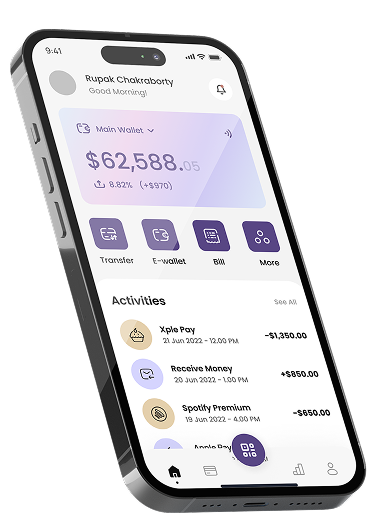 9:41
Rupak Chakraborty
Good Morning!
Main Wallet
$62,588.05
8.82% (+$970)
Transfer E-wallet Bill More
Activities See All
Xple Pay -$1,350.00
21 Jun 2022 - 12.00 PM
Receive Money +$850.00
20 Jun 2022 - 1.00 PM
Spotify Premium -$650.00
19 Jun 2022 - 4.00 PM
Apple Pay